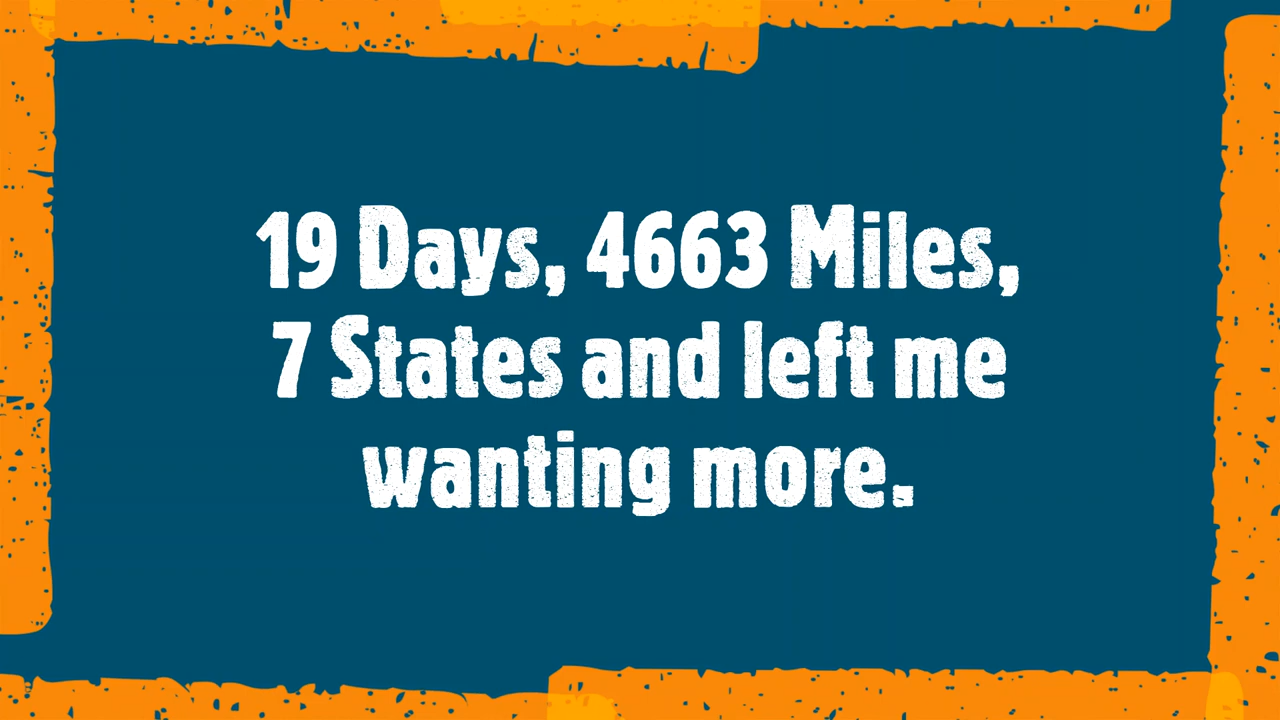 19 Days, 4663 Miles,
7 States and left me
wanting more.